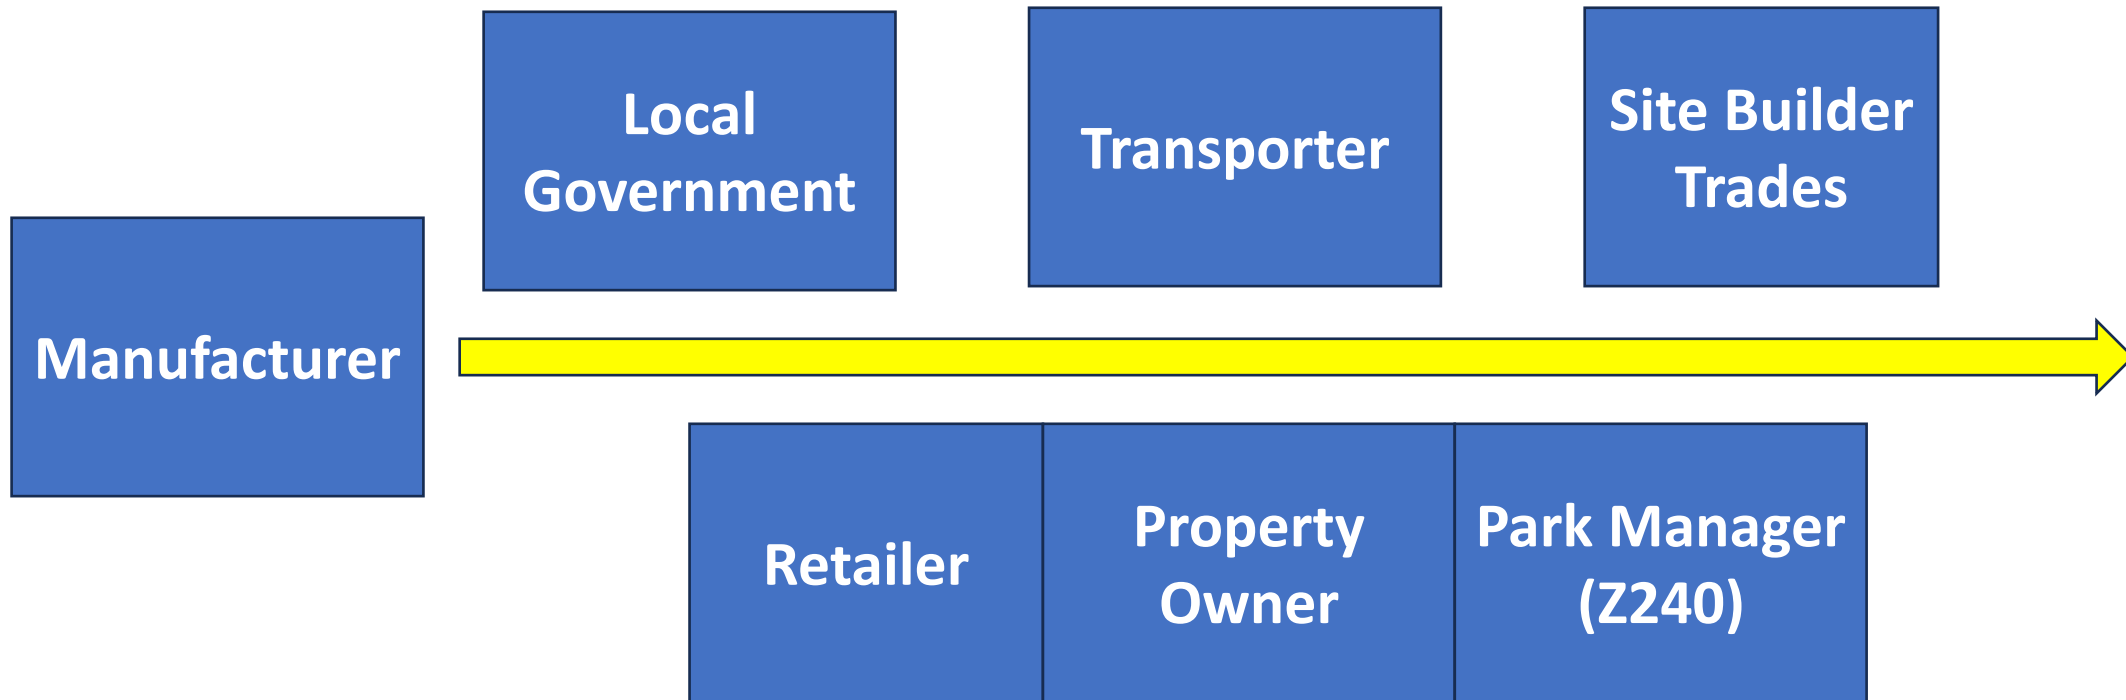 Local
Government
Transporter
Site Builder
Trades
Manufacturer
Retailer
Property
Owner
Park Manager
(Z240)